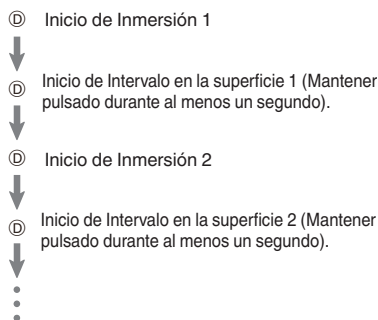 Ⓓ Inicio de Inmersión 1
Ⓓ Inicio de Intervalo en la superficie 1 (Mantener
pulsado durante al menos un segundo).
Ⓓ Inicio de Inmersión 2
Ⓓ Inicio de Intervalo en la superficie 2 (Mantener
pulsado durante al menos un segundo).